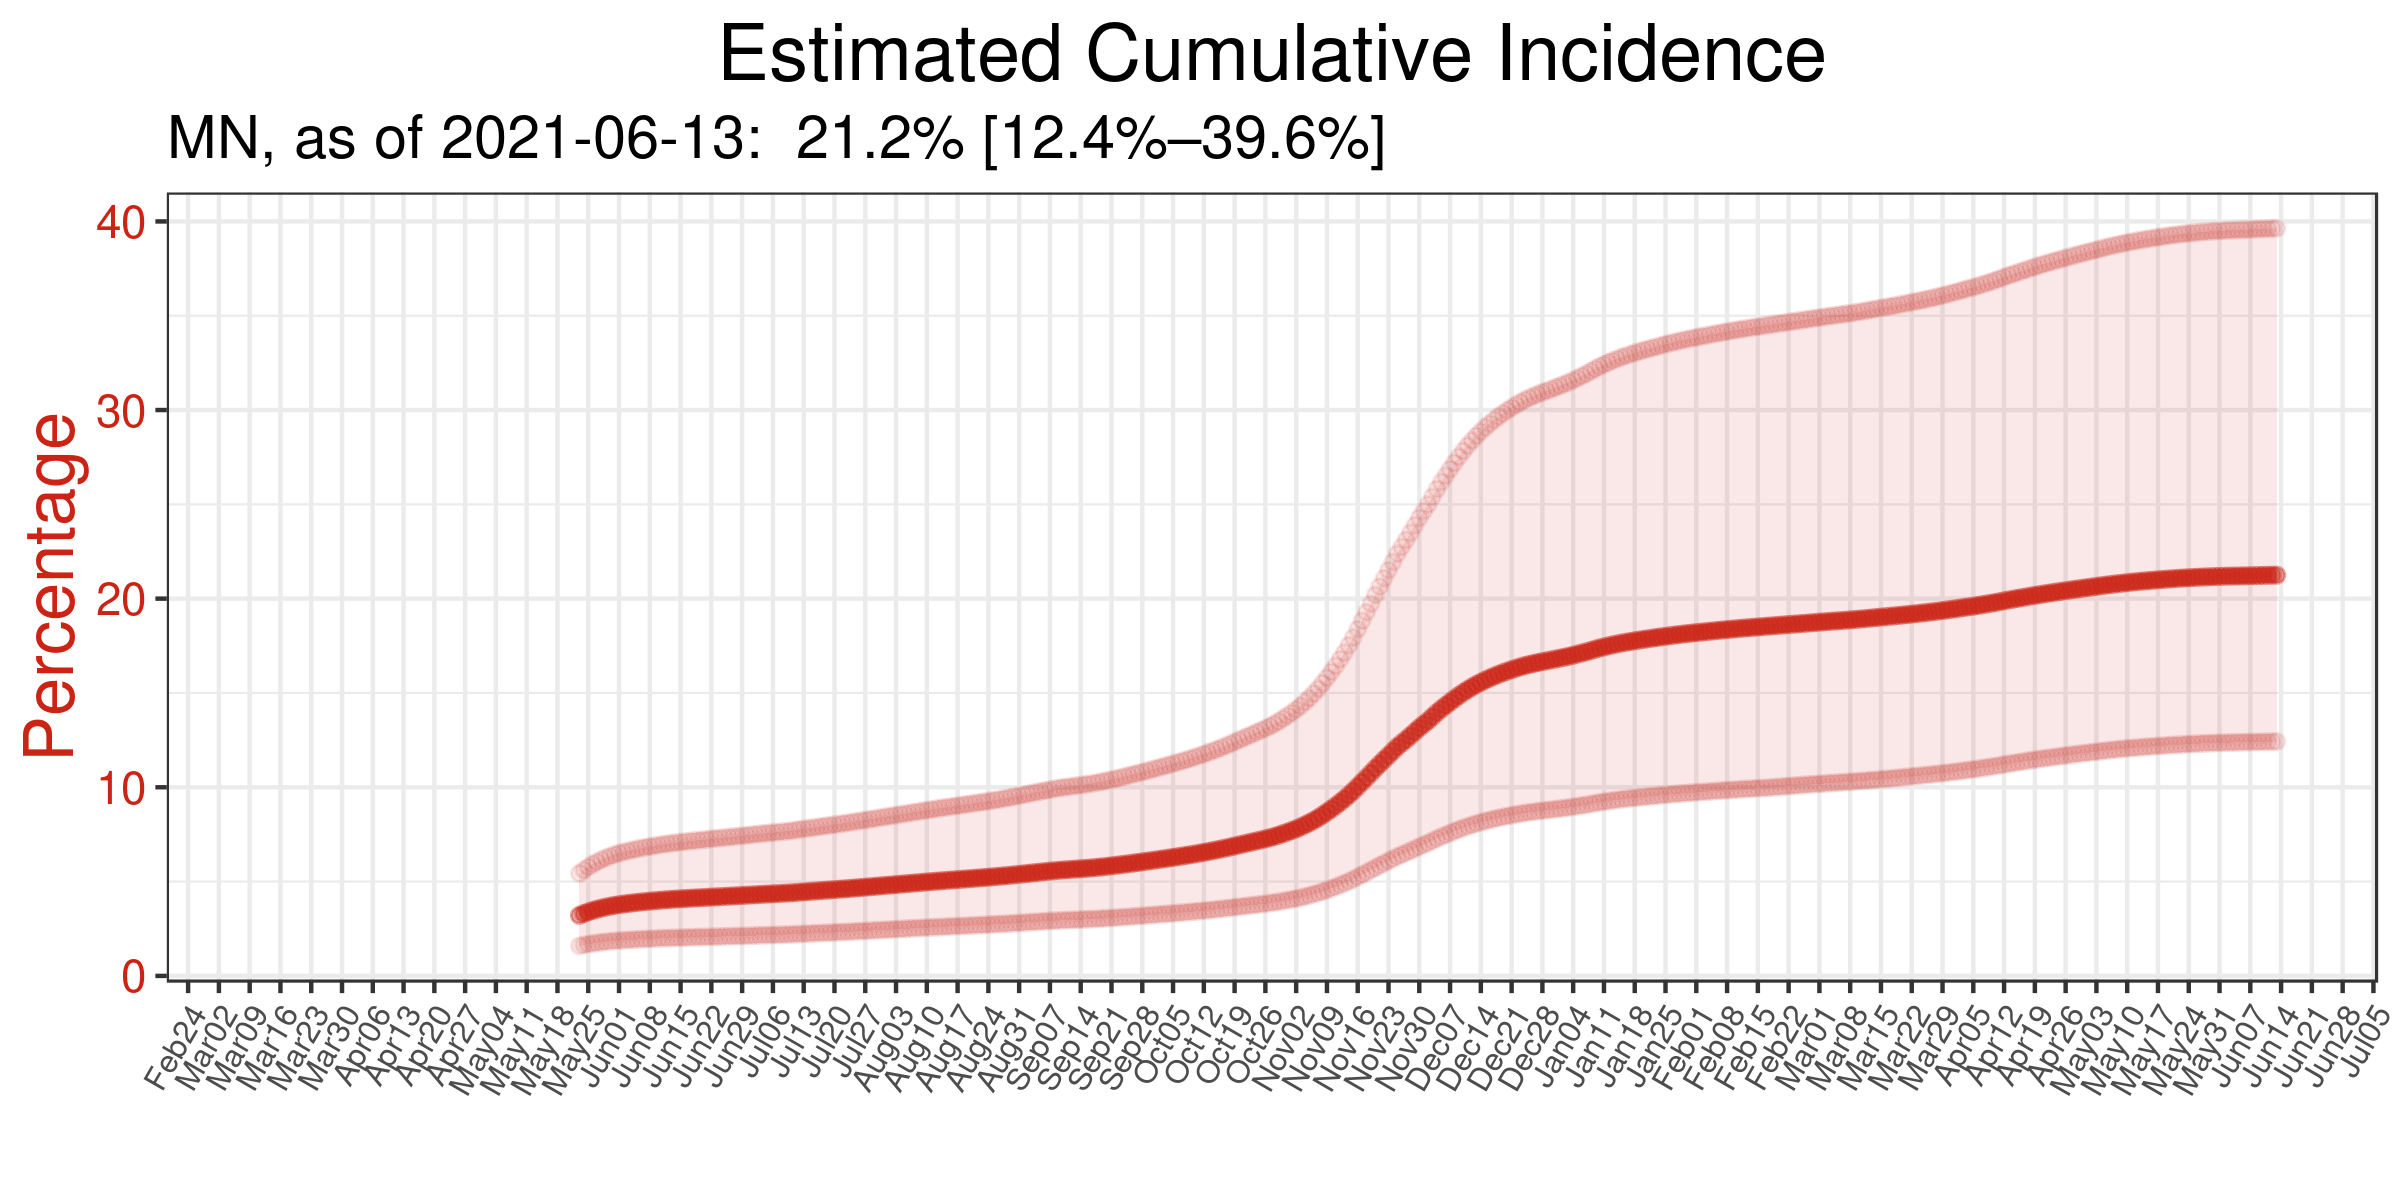 Estimated Cumulative Incidence
MN, as of 2021-06-13:  21.2% [12.4%–39.6%]
Percentage
40
30
20
10
0
Feb24
Mar02
Mar09
Mar16
Mar23
Mar30
Apr06
Apr13
Apr20
Apr27
May04
May11
May18
May25
Jun01
Jun08
Jun15
Jun22
Jun29
Jul06
Jul13
Jul20
Jul27
Aug03
Aug10
Aug17
Aug24
Aug31
Sep07
Sep14
Sep21
Sep28
Oct05
Oct12
Oct19
Oct26
Nov02
Nov09
Nov16
Nov23
Nov30
Dec07
Dec14
Dec21
Dec28
Jan04
Jan11
Jan18
Jan25
Feb01
Feb08
Feb15
Feb22
Mar01
Mar08
Mar15
Mar22
Mar29
Apr05
Apr12
Apr19
Apr26
May03
May10
May17
May24
May31
Jun07
Jun14
Jun21
Jun28
Jul05